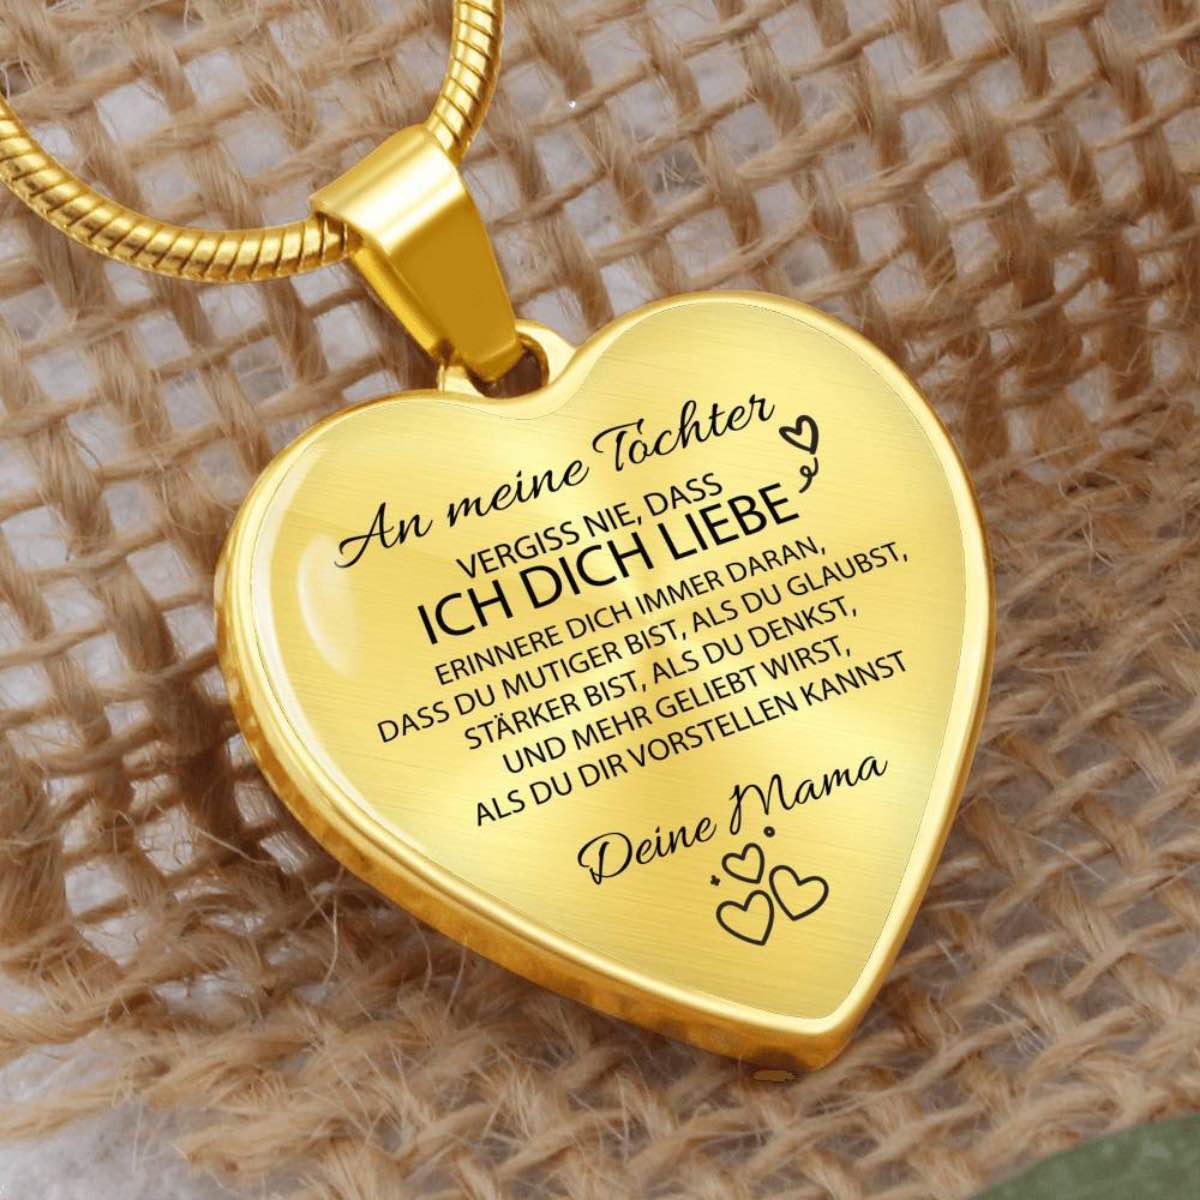 An meine Tochter
VERGISS NIE, DASS
ICH DICH LIEBE
ERINNERE DICH IMMER DARAN,
DASS DU MUTIGER BIST, ALS DU GLAUBST,
STÄRKER BIST, ALS DU DENKST,
UND MEHR GELIEBT WIRST,
ALS DU DIR VORSTELLEN KANNST
Deine Mama